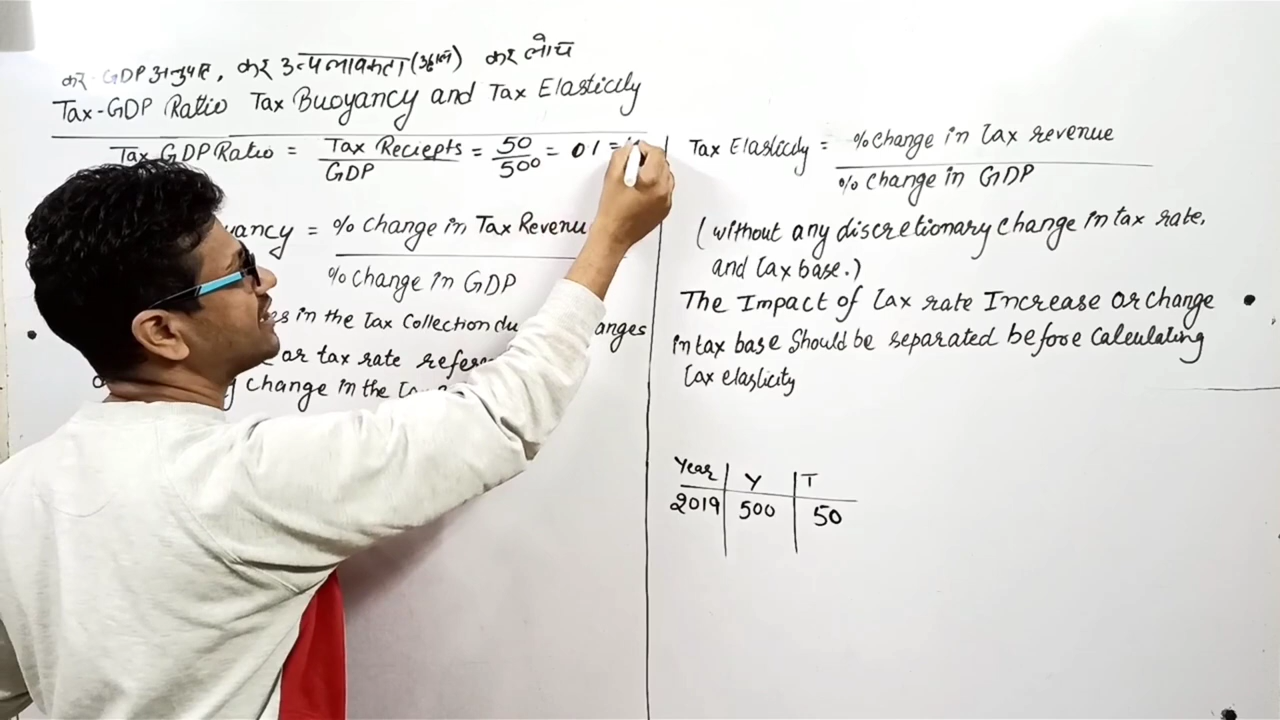 कर-GDP अनुपात, कर उत्पलावकता (उछाल) कर लोच
Tax-GDP Ratio Tax Buoyancy and Tax Elasticity
Tax GDP Ratio = Tax Reciepts = 50 = 01 =
GDP 500
= % Change in Tax Revenu
% Change in GDP
in the Tax Collection
or tax rate
change in the
Tax Elasticity = % Change in Tax revenue
% Change in GDP
(without any discretionary change in tax rate,
and tax base.)
The Impact of Tax rate Increase or change
in tax base Should be separated before Calculating
Tax elasticity
Year Y T
2019 500 50